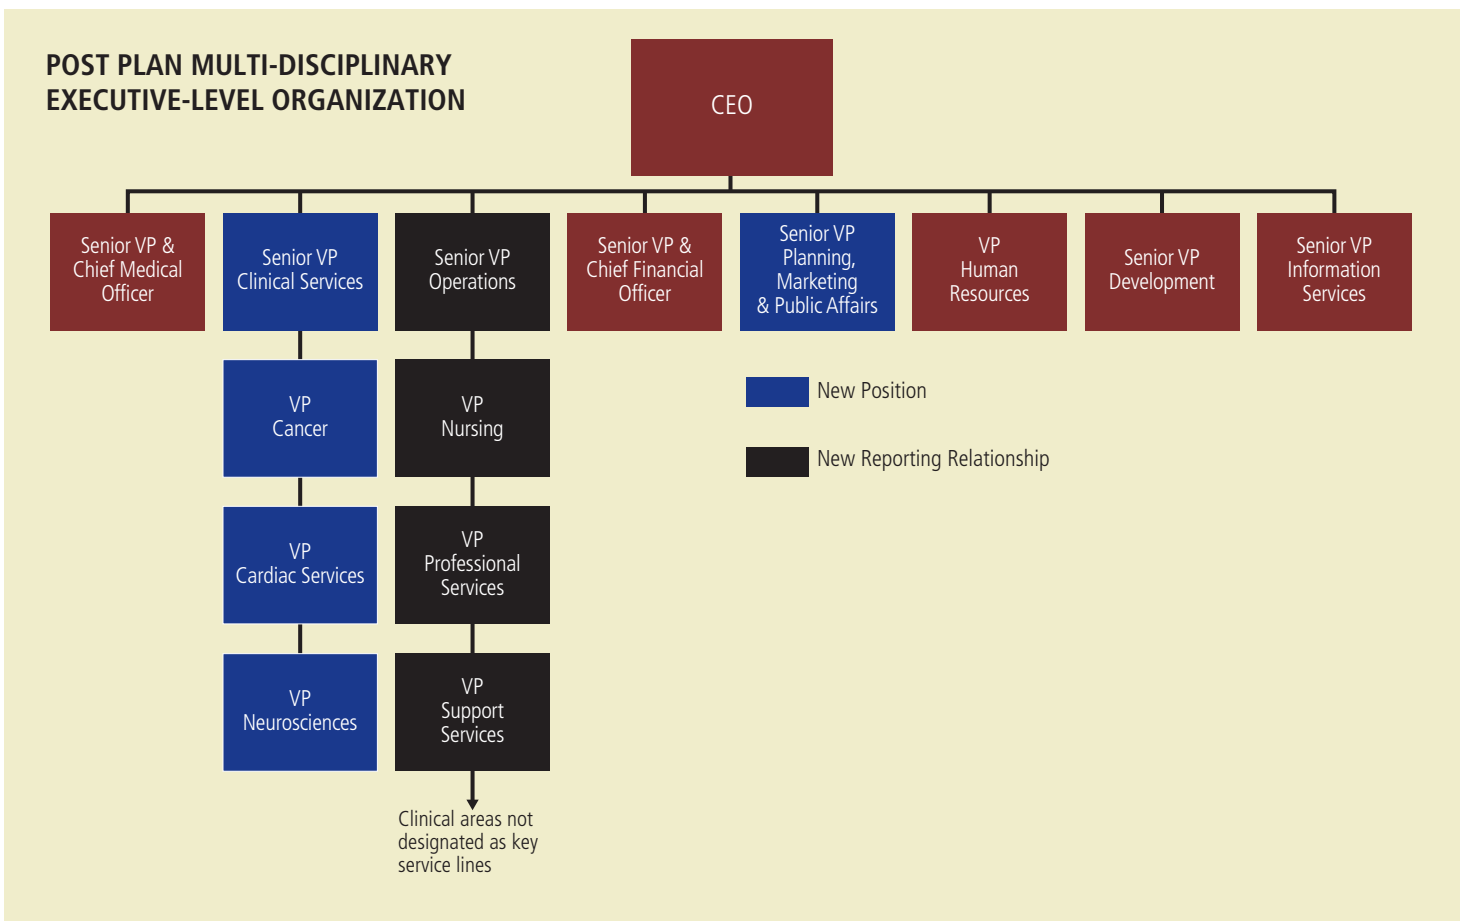 POST PLAN MULTI-DISCIPLINARY
EXECUTIVE-LEVEL ORGANIZATION
CEO
Senior VP &
Chief Medical
Officer
Senior VP
Clinical Services
Senior VP
Operations
Senior VP &
Chief Financial
Officer
Senior VP
Planning,
Marketing
& Public Affairs
VP
Human
Resources
Senior VP
Development
Senior VP
Information
Services
VP
Cancer
VP
Nursing
New Position
New Reporting Relationship
VP
Cardiac Services
VP
Professional
Services
VP
Neurosciences
VP
Support
Services
Clinical areas not
designated as key
service lines